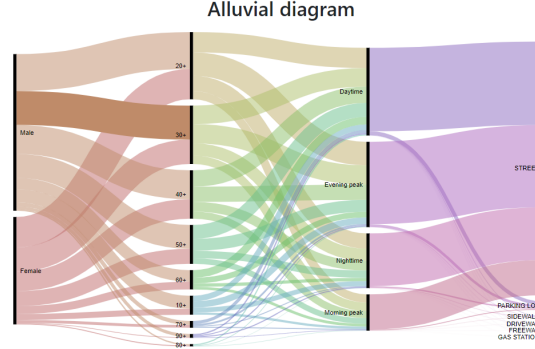 Alluvial diagram
Male
Female
20+
30+
40+
50+
60+
10+
70+
90+
80+
Daytime
Evening peak
Nighttime
Morning peak
STREE
PARKING LO
SIDEWAL
DRIVEWA
FREEWA
GAS STATIO